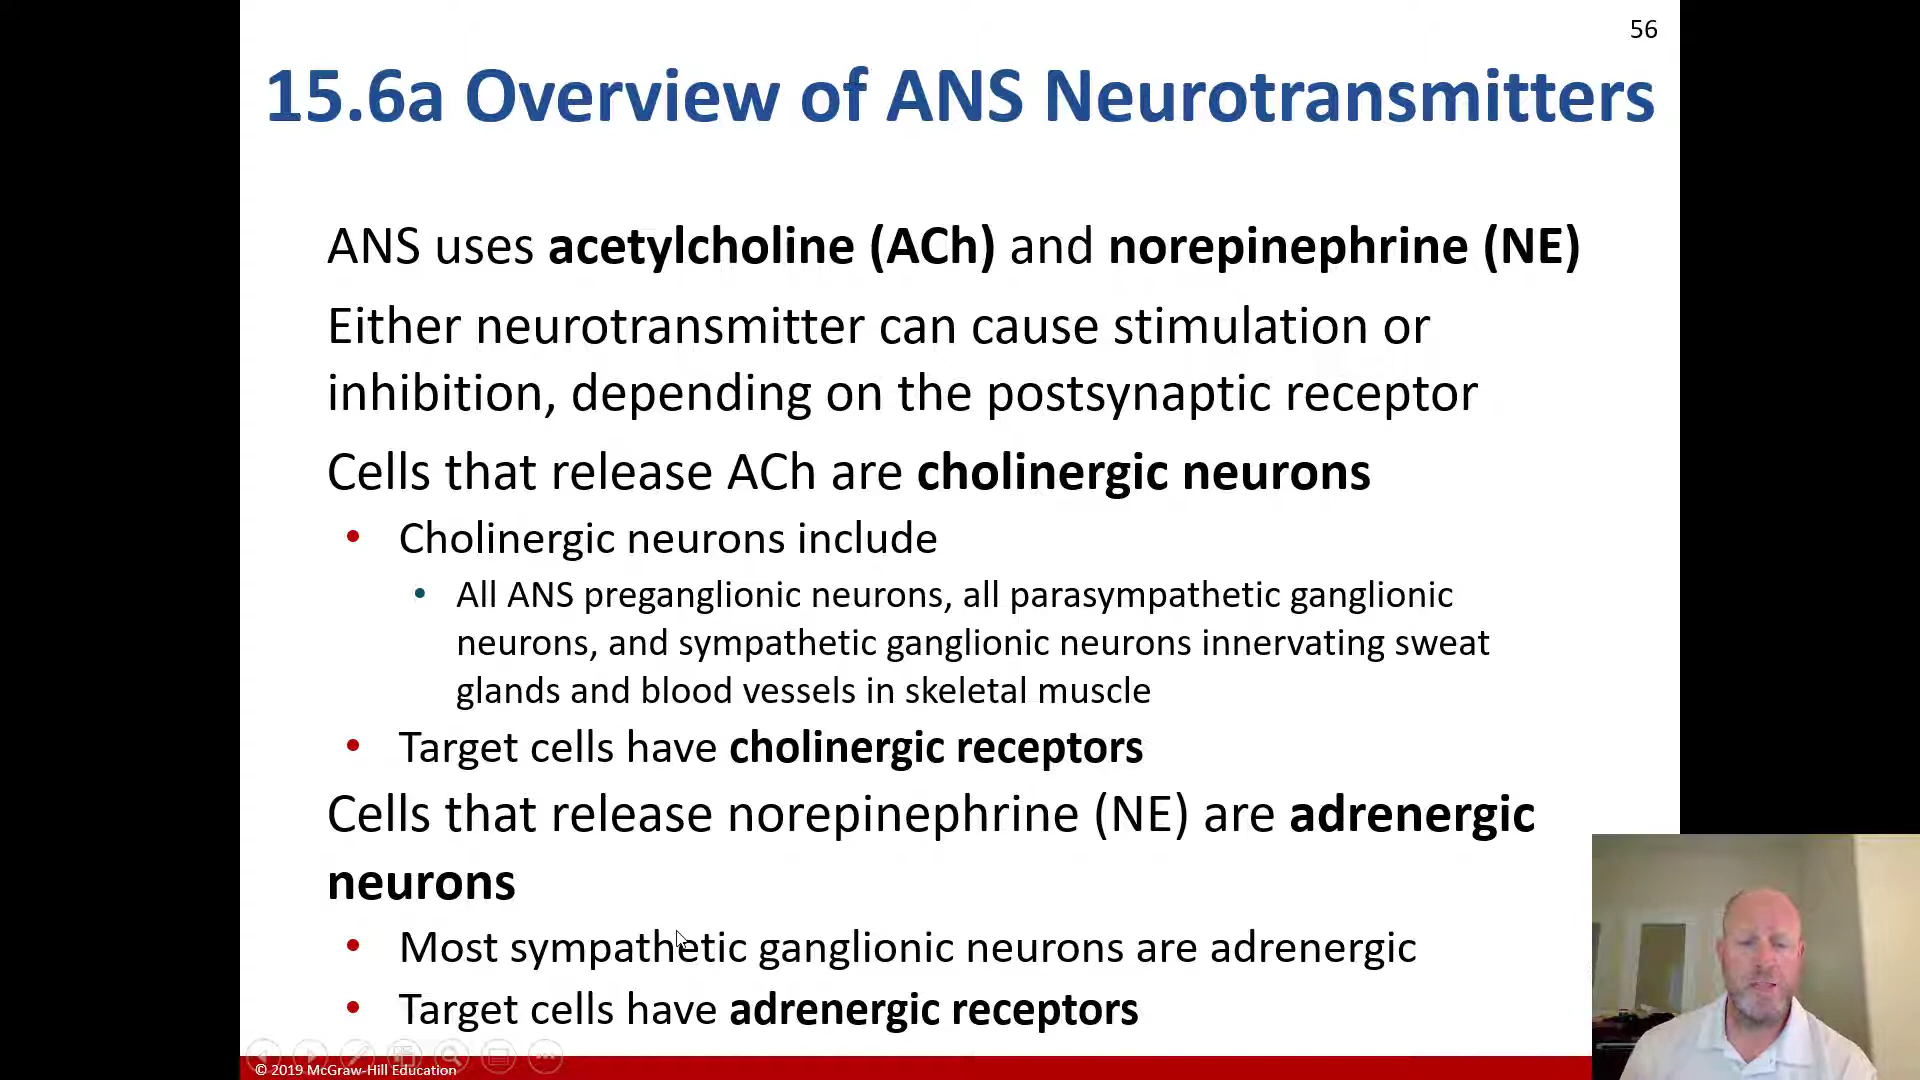 56
15.6a Overview of ANS Neurotransmitters
ANS uses acetylcholine (ACh) and norepinephrine (NE)
Either neurotransmitter can cause stimulation or
inhibition, depending on the postsynaptic receptor
Cells that release ACh are cholinergic neurons
• Cholinergic neurons include
• All ANS preganglionic neurons, all parasympathetic ganglionic
neurons, and sympathetic ganglionic neurons innervating sweat
glands and blood vessels in skeletal muscle
• Target cells have cholinergic receptors
Cells that release norepinephrine (NE) are adrenergic
neurons
• Most sympathetic ganglionic neurons are adrenergic
• Target cells have adrenergic receptors
© 2019 McGraw-Hill Education